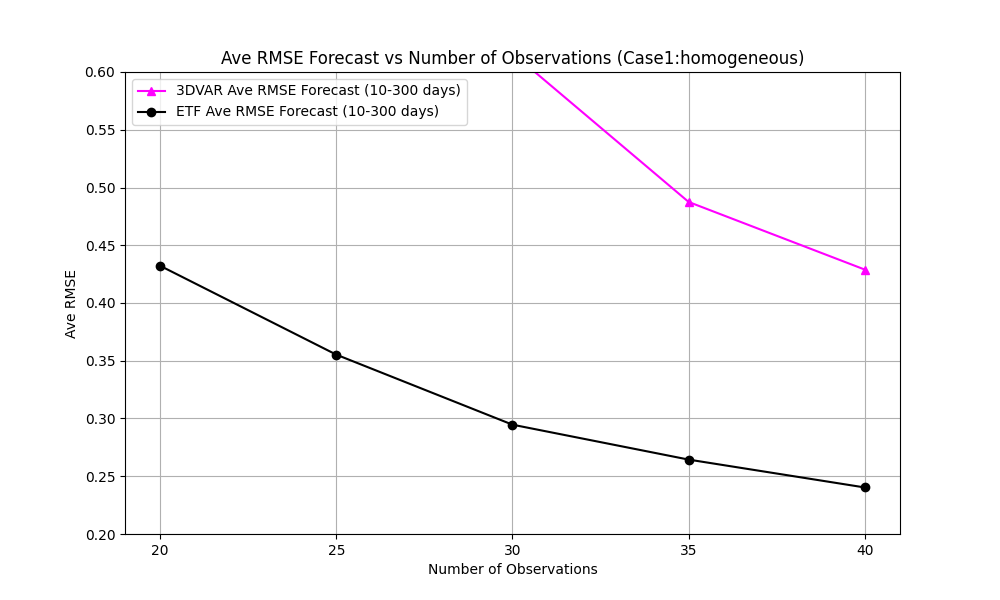 Ave RMSE Forecast vs Number of Observations (Case1:homogeneous)
3DVAR Ave RMSE Forecast (10-300 days)
ETF Ave RMSE Forecast (10-300 days)
Ave RMSE
0.60
0.55
0.50
0.45
0.40
0.35
0.30
0.25
0.20
20 25 30 35 40
Number of Observations